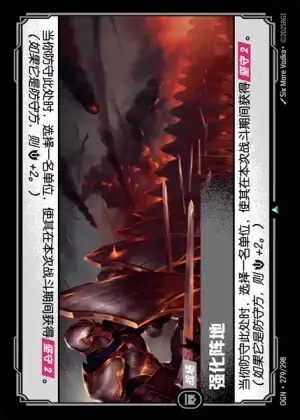 当你防守此处时，选择一名单位，使其在本次战斗期间获得 坚守 2 。
（如果它是防守方，则 +2。）
战场
强化阵地
当你防守此处时，选择一名单位，使其在本次战斗期间获得 坚守 2 。
（如果它是防守方，则 +2。）
OGN • 279/298
Six More Vodka • ©2025RGI